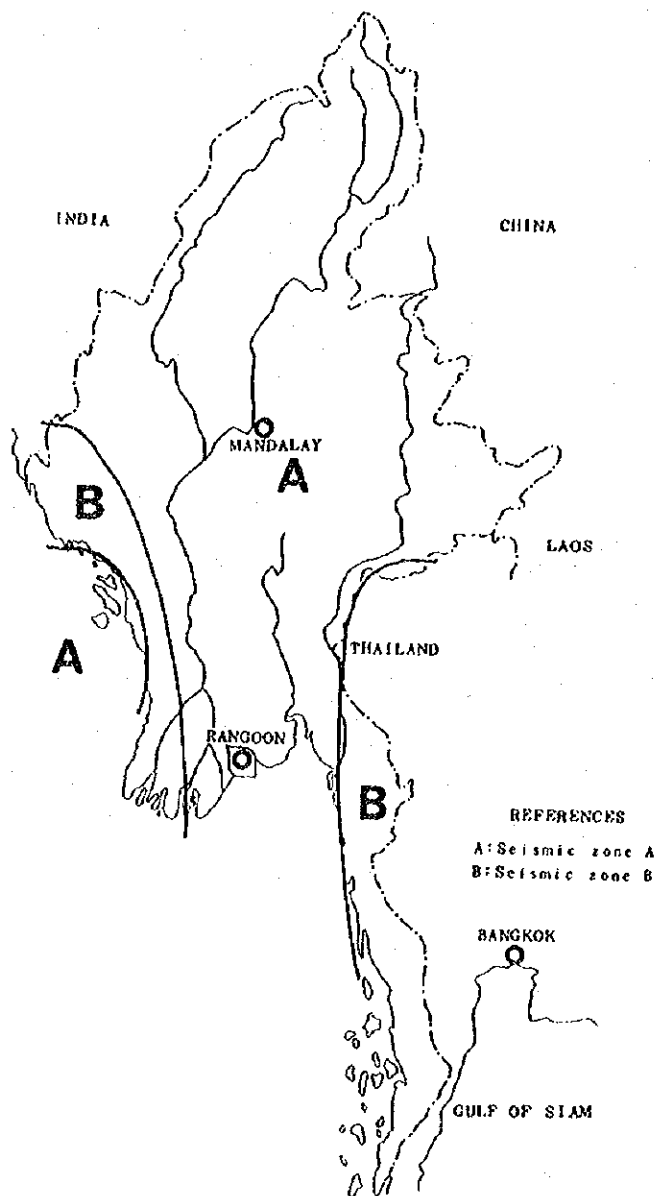 INDIA
CHINA
MANDALAY
A
B
LAOS
A
THAILAND
RANGOON
B
REFERENCES
A:Seismic zone A
B:Seismic zone B
BANGKOK
GULF OF SIAM